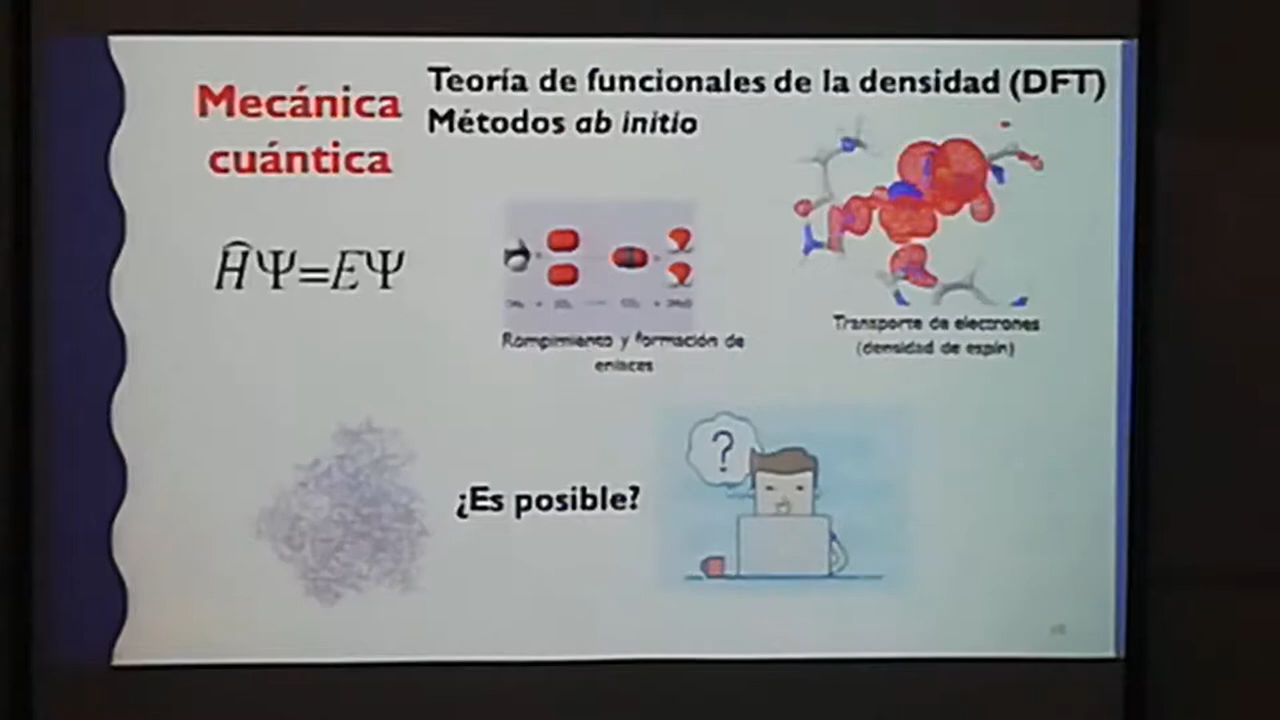 Mecánica
cuántica
Teoría de funcionales de la densidad (DFT)
Métodos ab initio
ĤΨ=EΨ
Rompimiento y formación de
enlaces
Transporte de electrones
(densidad de espín)
¿Es posible?
?